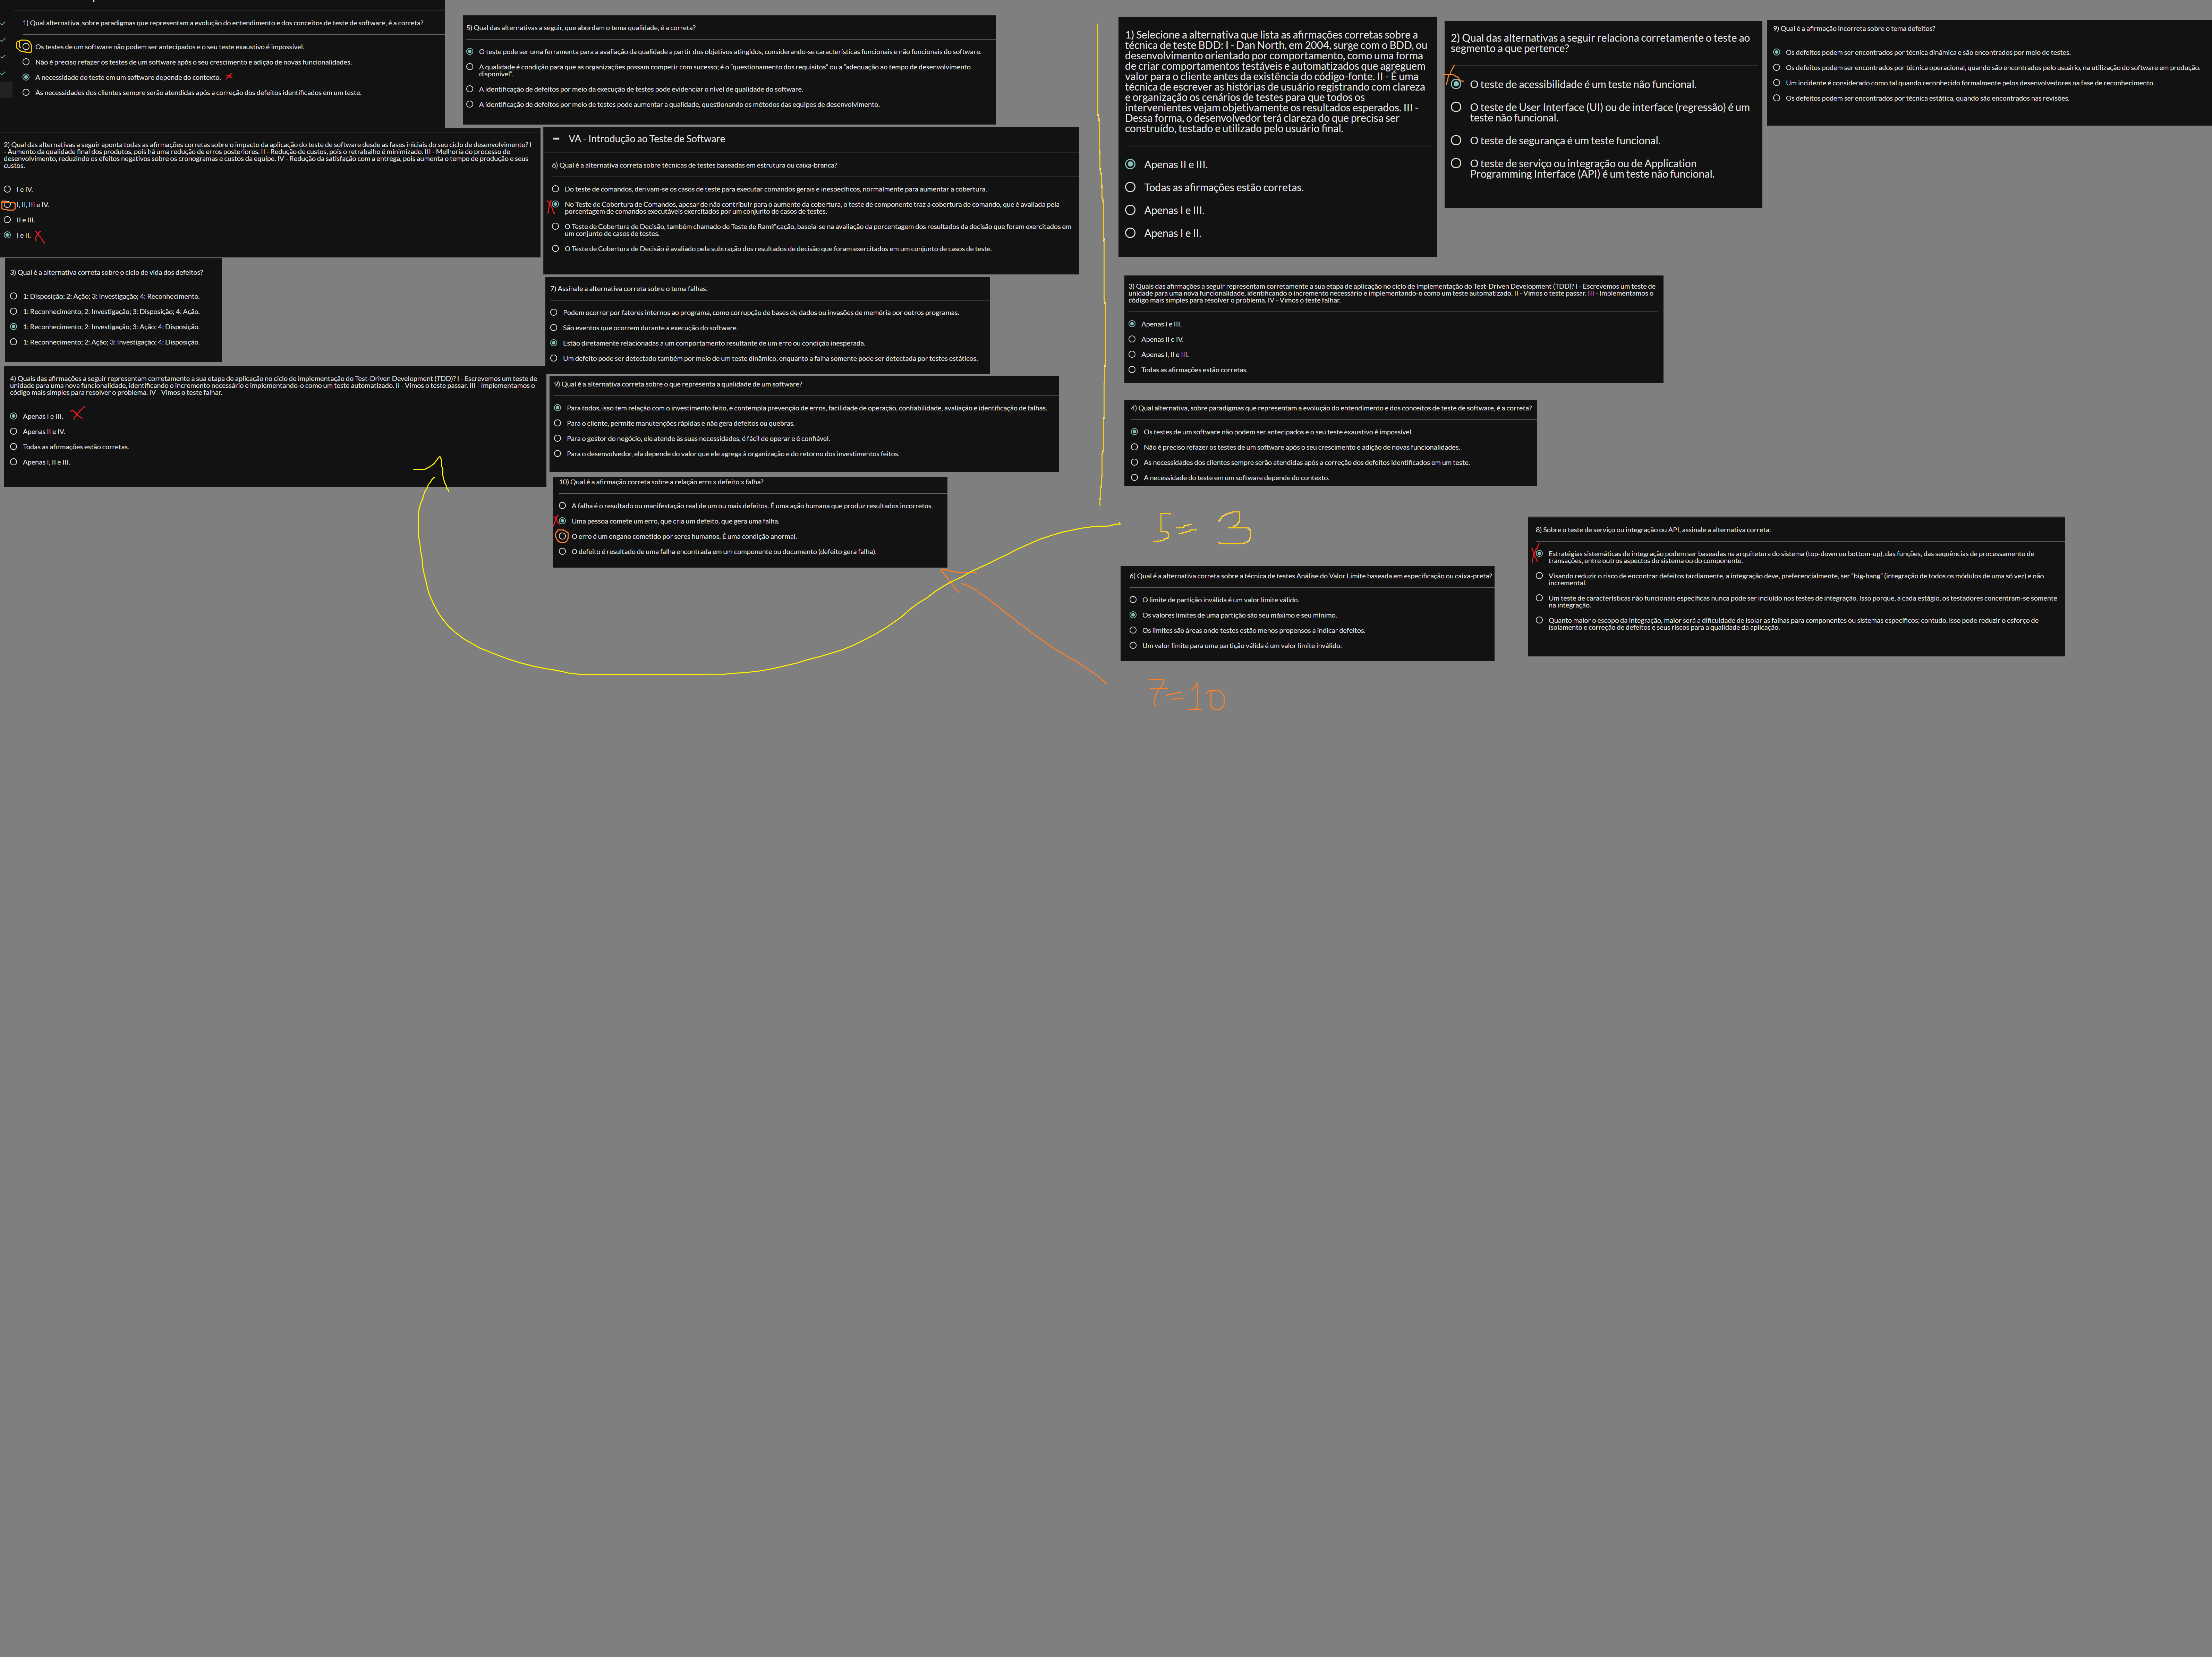 1) Qual alternativa, sobre paradigmas que representam a evolução do entendimento e dos conceitos de teste de software, é a correta?
Os testes de um software não podem ser antecipados e o seu teste exaustivo é impossível.
Não é preciso refazer os testes de um software após o seu crescimento e adição de novas funcionalidades.
A necessidade do teste em um software depende do contexto.
As necessidades dos clientes sempre serão atendidas após a correção dos defeitos identificados em um teste.
2) Qual das alternativas a seguir aponta todas as afirmações corretas sobre o impacto da aplicação do teste de software desde as fases iniciais do seu ciclo de desenvolvimento? I
- Aumento da qualidade final dos produtos, pois há uma redução de erros posteriores. II - Redução de custos, pois o retrabalho é minimizado. III - Melhoria do processo de
desenvolvimento, reduzindo os efeitos negativos sobre os cronogramas e custos da equipe. IV - Redução da satisfação com a entrega, pois aumenta o tempo de produção e seus
custos.
I e IV.
I, II, III e IV.
II e III.
I e II.
3) Qual é a alternativa correta sobre o ciclo de vida dos defeitos?
1: Disposição; 2: Ação; 3: Investigação; 4: Reconhecimento.
1: Reconhecimento; 2: Investigação; 3: Disposição; 4: Ação.
1: Reconhecimento; 2: Investigação; 3: Ação; 4: Disposição.
1: Reconhecimento; 2: Ação; 3: Investigação; 4: Disposição.
4) Quais das afirmações a seguir representam corretamente a sua etapa de aplicação no ciclo de implementação do Test-Driven Development (TDD)? I - Escrevemos um teste de
unidade para uma nova funcionalidade, identificando o incremento necessário e implementando-o como um teste automatizado. II - Vimos o teste passar. III - Implementamos o
código mais simples para resolver o problema. IV - Vimos o teste falhar.
Apenas I e III.
Apenas II e IV.
Todas as afirmações estão corretas.
Apenas I, II e III.
5) Qual das alternativas a seguir, que abordam o tema qualidade, é a correta?
O teste pode ser uma ferramenta para a avaliação da qualidade a partir dos objetivos atingidos, considerando-se características funcionais e não funcionais do software.
A qualidade é condição para que as organizações possam competir com sucesso; é o "questionamento dos requisitos" ou a "adequação ao tempo de desenvolvimento
disponível".
A identificação de defeitos por meio da execução de testes pode evidenciar o nível de qualidade do software.
A identificação de defeitos por meio de testes pode aumentar a qualidade, questionando os métodos das equipes de desenvolvimento.
VA - Introdução ao Teste de Software
6) Qual é a alternativa correta sobre técnicas de testes baseadas em estrutura ou caixa-branca?
Do teste de comandos, derivam-se os casos de teste para executar comandos gerais e inespecíficos, normalmente para aumentar a cobertura.
No Teste de Cobertura de Comandos, apesar de não contribuir para o aumento da cobertura, o teste de componente traz a cobertura de comando, que é avaliada pela
porcentagem de comandos executáveis exercitados por um conjunto de casos de testes.
O Teste de Cobertura de Decisão, também chamado de Teste de Ramificação, baseia-se na avaliação da porcentagem dos resultados da decisão que foram exercitados em
um conjunto de casos de testes.
O Teste de Cobertura de Decisão é avaliado pela subtração dos resultados de decisão que foram exercitados em um conjunto de casos de teste.
7) Assinale a alternativa correta sobre o tema falhas:
Podem ocorrer por fatores internos ao programa, como corrupção de bases de dados ou invasões de memória por outros programas.
São eventos que ocorrem durante a execução do software.
Estão diretamente relacionadas a um comportamento resultante de um erro ou condição inesperada.
Um defeito pode ser detectado também por meio de um teste dinâmico, enquanto a falha somente pode ser detectada por testes estáticos.
9) Qual é a alternativa correta sobre o que representa a qualidade de um software?
Para todos, isso tem relação com o investimento feito, e contempla prevenção de erros, facilidade de operação, confiabilidade, avaliação e identificação de falhas.
Para o cliente, permite manutenções rápidas e não gera defeitos ou quebras.
Para o gestor do negócio, ele atende às suas necessidades, é fácil de operar e é confiável.
Para o desenvolvedor, ela depende do valor que ele agrega à organização e do retorno dos investimentos feitos.
10) Qual é a afirmação correta sobre a relação erro x defeito x falha?
A falha é o resultado ou manifestação real de um ou mais defeitos. É uma ação humana que produz resultados incorretos.
Uma pessoa comete um erro, que cria um defeito, que gera uma falha.
O erro é um engano cometido por seres humanos. É uma condição anormal.
O defeito é resultado de uma falha encontrada em um componente ou documento (defeito gera falha).
1) Selecione a alternativa que lista as afirmações corretas sobre a
técnica de teste BDD: I - Dan North, em 2004, surge com o BDD, ou
desenvolvimento orientado por comportamento, como uma forma
de criar comportamentos testáveis e automatizados que agreguem
valor para o cliente antes da existência do código-fonte. II - É uma
técnica de escrever as histórias de usuário registrando com clareza
e organização os cenários de testes para que todos os
intervenientes vejam objetivamente os resultados esperados. III -
Dessa forma, o desenvolvedor terá clareza do que precisa ser
construído, testado e utilizado pelo usuário final.
Apenas II e III.
Todas as afirmações estão corretas.
Apenas I e III.
Apenas I e II.
2) Qual das alternativas a seguir relaciona corretamente o teste ao
segmento a que pertence?
O teste de acessibilidade é um teste não funcional.
O teste de User Interface (UI) ou de interface (regressão) é um
teste não funcional.
O teste de segurança é um teste funcional.
O teste de serviço ou integração ou de Application
Programming Interface (API) é um teste não funcional.
9) Qual é a afirmação incorreta sobre o tema defeitos?
Os defeitos podem ser encontrados por técnica dinâmica e são encontrados por meio de testes.
Os defeitos podem ser encontrados por técnica operacional, quando são encontrados pelo usuário, na utilização do software em produção.
Um incidente é considerado como tal quando reconhecido formalmente pelos desenvolvedores na fase de reconhecimento.
Os defeitos podem ser encontrados por técnica estática, quando são encontrados nas revisões.
3) Quais das afirmações a seguir representam corretamente a sua etapa de aplicação no ciclo de implementação do Test-Driven Development (TDD)? I - Escrevemos um teste de
unidade para uma nova funcionalidade, identificando o incremento necessário e implementando-o como um teste automatizado. II - Vimos o teste passar. III - Implementamos o
código mais simples para resolver o problema. IV - Vimos o teste falhar.
Apenas I e III.
Apenas II e IV.
Apenas I, II e III.
Todas as afirmações estão corretas.
4) Qual alternativa, sobre paradigmas que representam a evolução do entendimento e dos conceitos de teste de software, é a correta?
Os testes de um software não podem ser antecipados e o seu teste exaustivo é impossível.
Não é preciso refazer os testes de um software após o seu crescimento e adição de novas funcionalidades.
As necessidades dos clientes sempre serão atendidas após a correção dos defeitos identificados em um teste.
A necessidade do teste em um software depende do contexto.
5 = 3
6) Qual é a alternativa correta sobre a técnica de testes Análise do Valor Limite baseada em especificação ou caixa-preta?
O limite de partição inválida é um valor limite válido.
Os valores limites de uma partição são seu máximo e seu mínimo.
Os limites são áreas onde testes estão menos propensos a indicar defeitos.
Um valor limite para uma partição válida é um valor limite inválido.
7=10
8) Sobre o teste de serviço ou integração ou API, assinale a alternativa correta:
Estratégias sistemáticas de integração podem ser baseadas na arquitetura do sistema (top-down ou bottom-up), das funções, das sequências de processamento de
transações, entre outros aspectos do sistema ou do componente.
Visando reduzir o risco de encontrar defeitos tardiamente, a integração deve, preferencialmente, ser "big-bang" (integração de todos os módulos de uma só vez) e não
incremental.
Um teste de características não funcionais específicas nunca pode ser incluído nos testes de integração. Isso porque, a cada estágio, os testadores concentram-se somente
na integração.
Quanto maior o escopo da integração, maior será a dificuldade de isolar as falhas para componentes ou sistemas específicos; contudo, isso pode reduzir o esforço de
isolamento e correção de defeitos e seus riscos para a qualidade da aplicação.